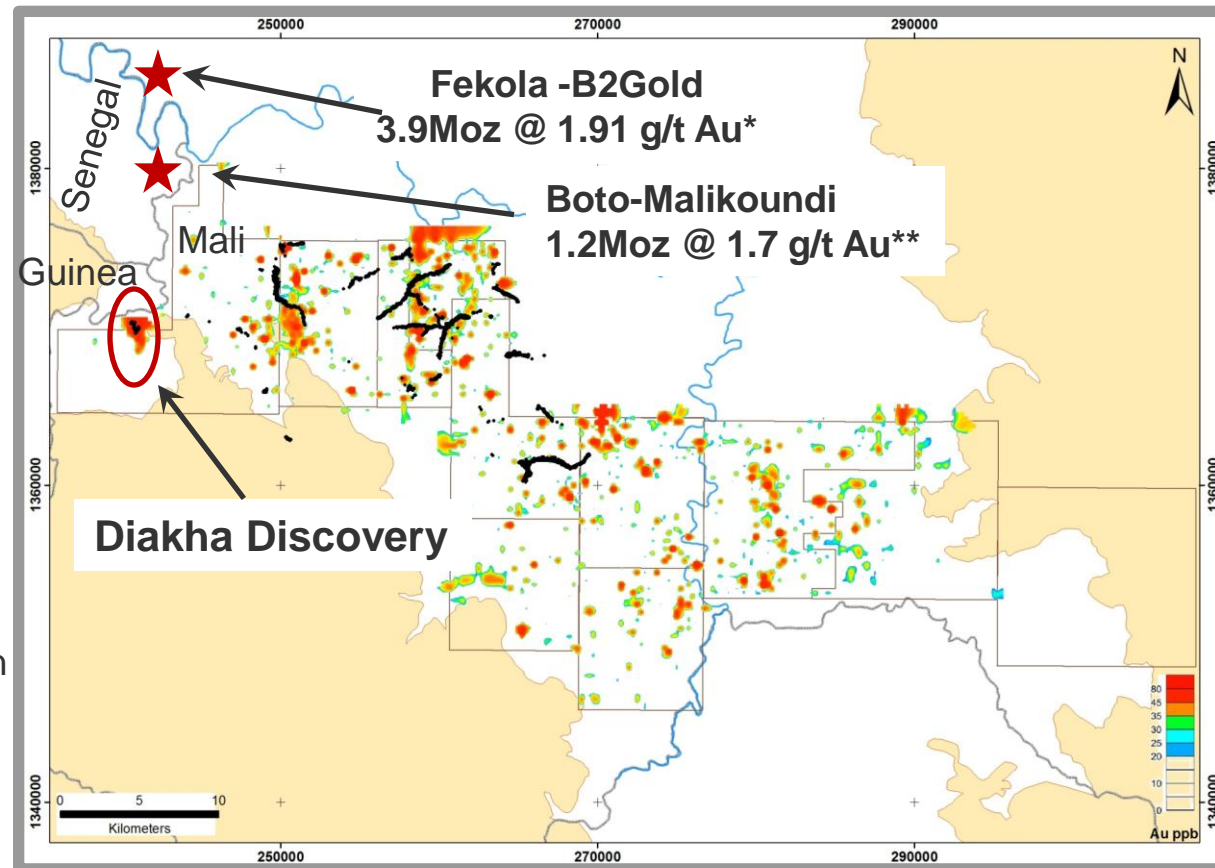 250000 270000 290000
N
Fekola -B2Gold
3.9Moz @ 1.91 g/t Au*
Senegal
1380000 1380000
Boto-Malikoundi
1.2Moz @ 1.7 g/t Au**
Mali
Guinea
1360000 1360000
Diakha Discovery
n
80
45
35
30
25
20
10
0
Au ppb
0 5 10
Kilometers
1340000 1340000
250000 270000 290000